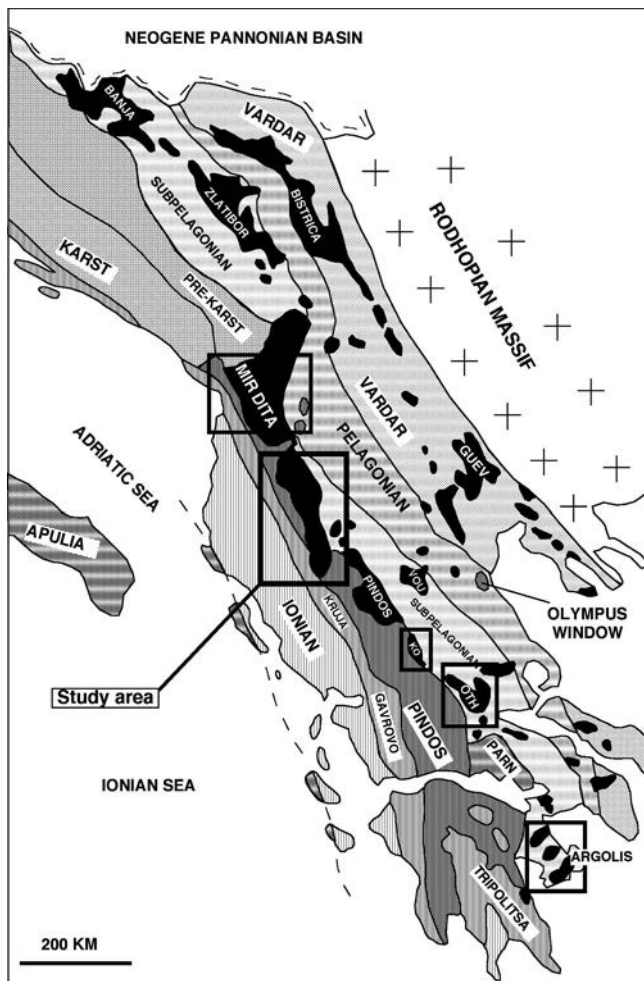 NEOGENE PANNONIAN BASIN
BANJA
VARDAR
SUBPELAGONIAN
ZLATIBOR
BISTRICA
RODHOPIAN MASSIF
KARST
PRE-KARST
MIRDITA
VARDAR
PELAGONIAN
GUEV
ADRIATIC SEA
APULIA
IONIAN
KRUJA
PINDOS
VOU
SUBPELAGONIAN
OLYMPUS
WINDOW
KO
Study area
OTH
GAVROVO
PINDOS
PARN
IONIAN SEA
ARGOLIS
TRIPOLITSA
200 KM